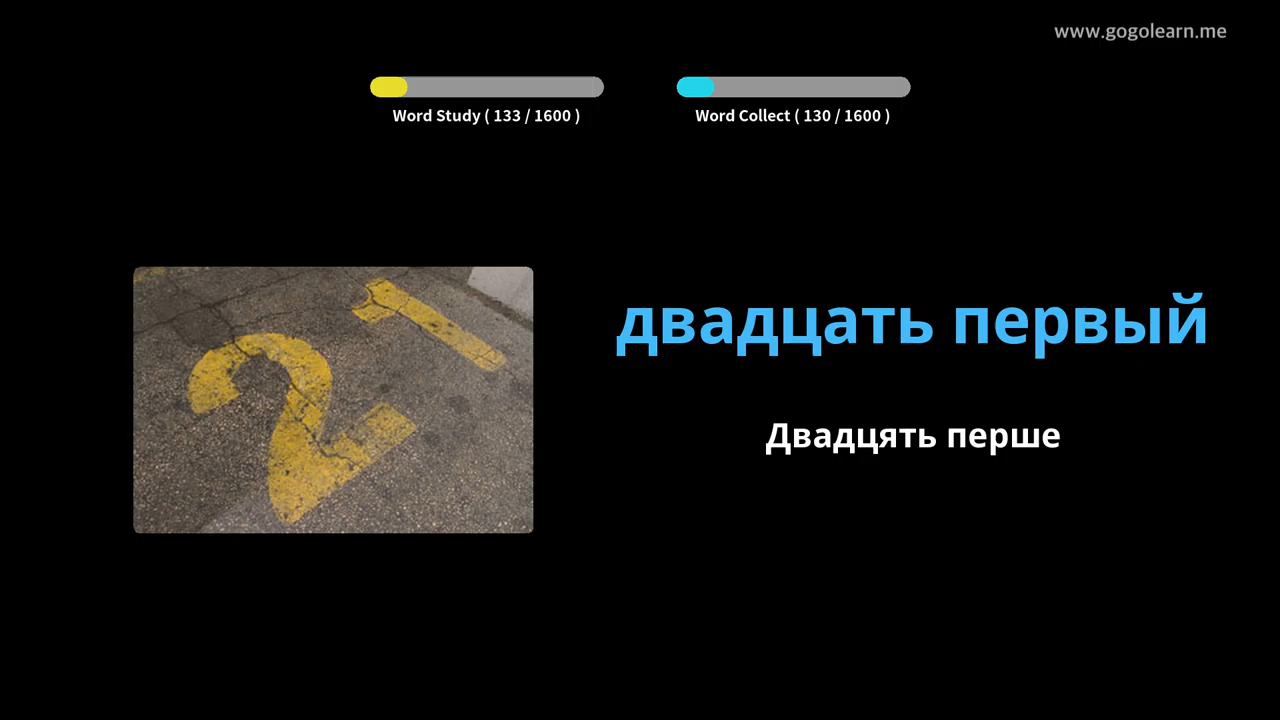 www.gogolearn.me
Word Study ( 133 / 1600 )
Word Collect ( 130 / 1600 )
21
двадцать первый
Двадцять перше